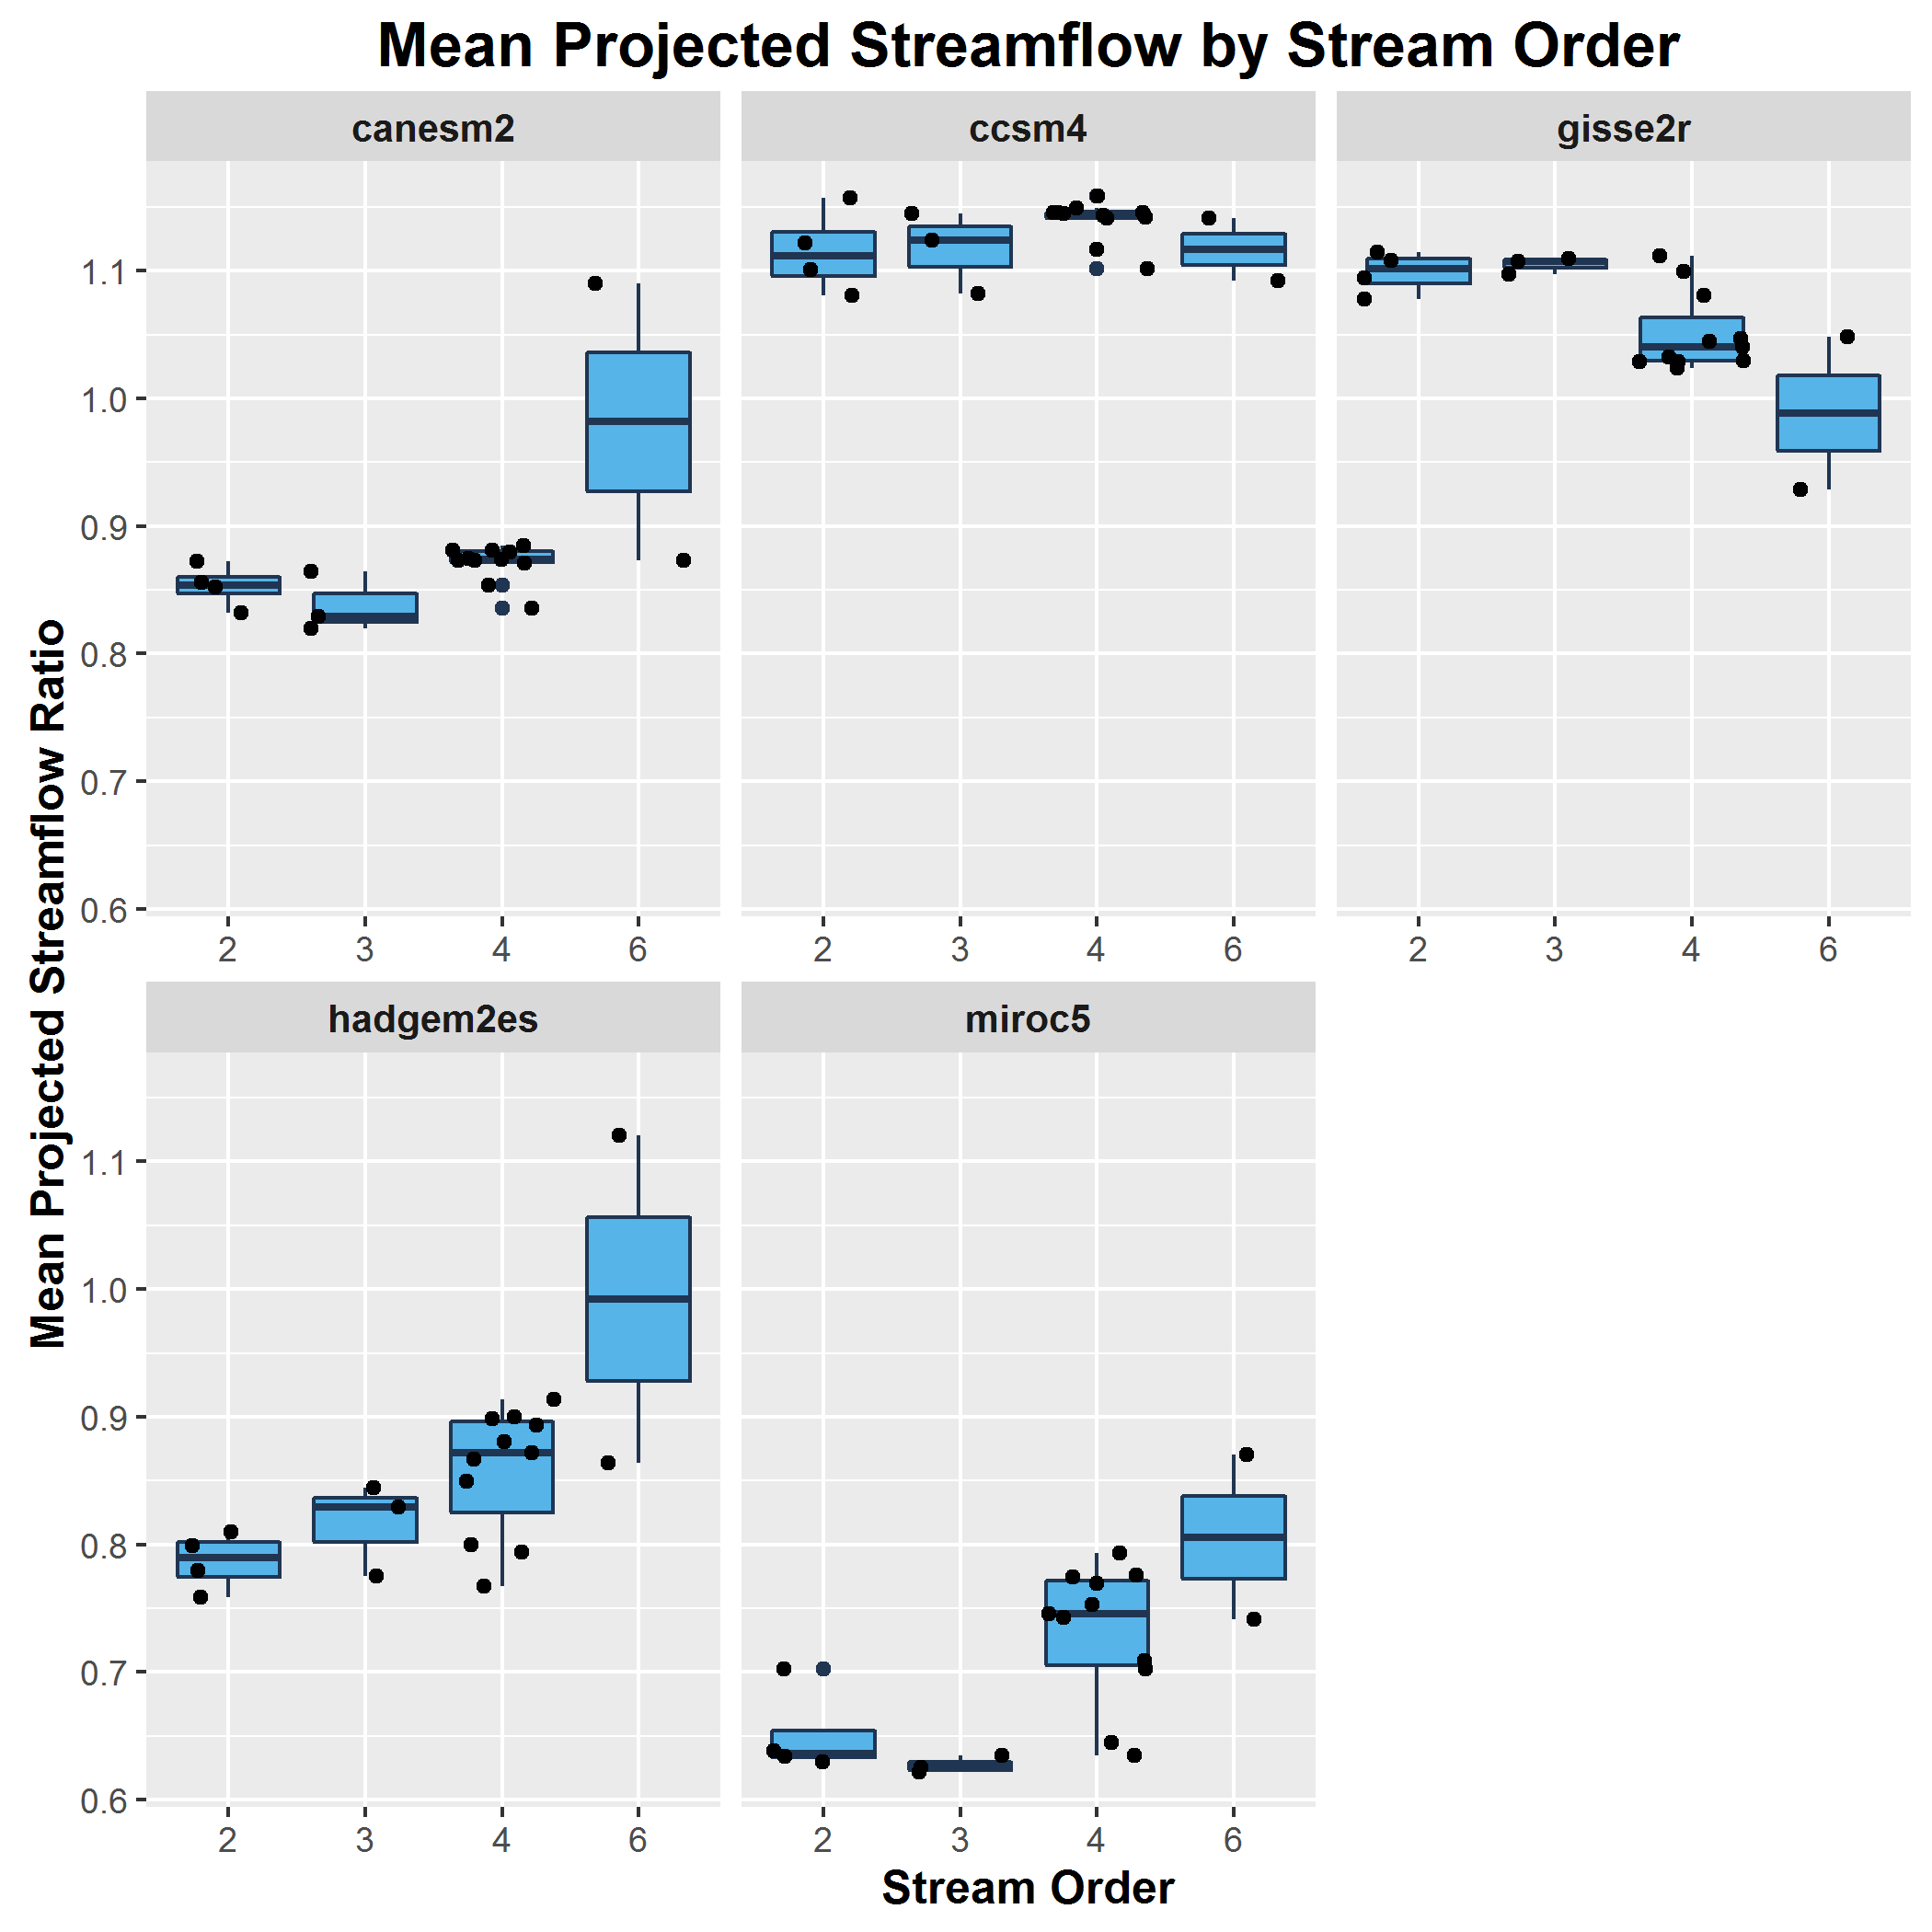 Mean Projected Streamflow by Stream Order
canesm2 ccsm4 gisse2r
1.1
1.0
0.9
0.8
0.7
0.6
2 3 4 6 2 3 4 6 2 3 4 6
Mean Projected Streamflow Ratio
hadgem2es miroc5
1.1
1.0
0.9
0.8
0.7
0.6
2 3 4 6 2 3 4 6
Stream Order